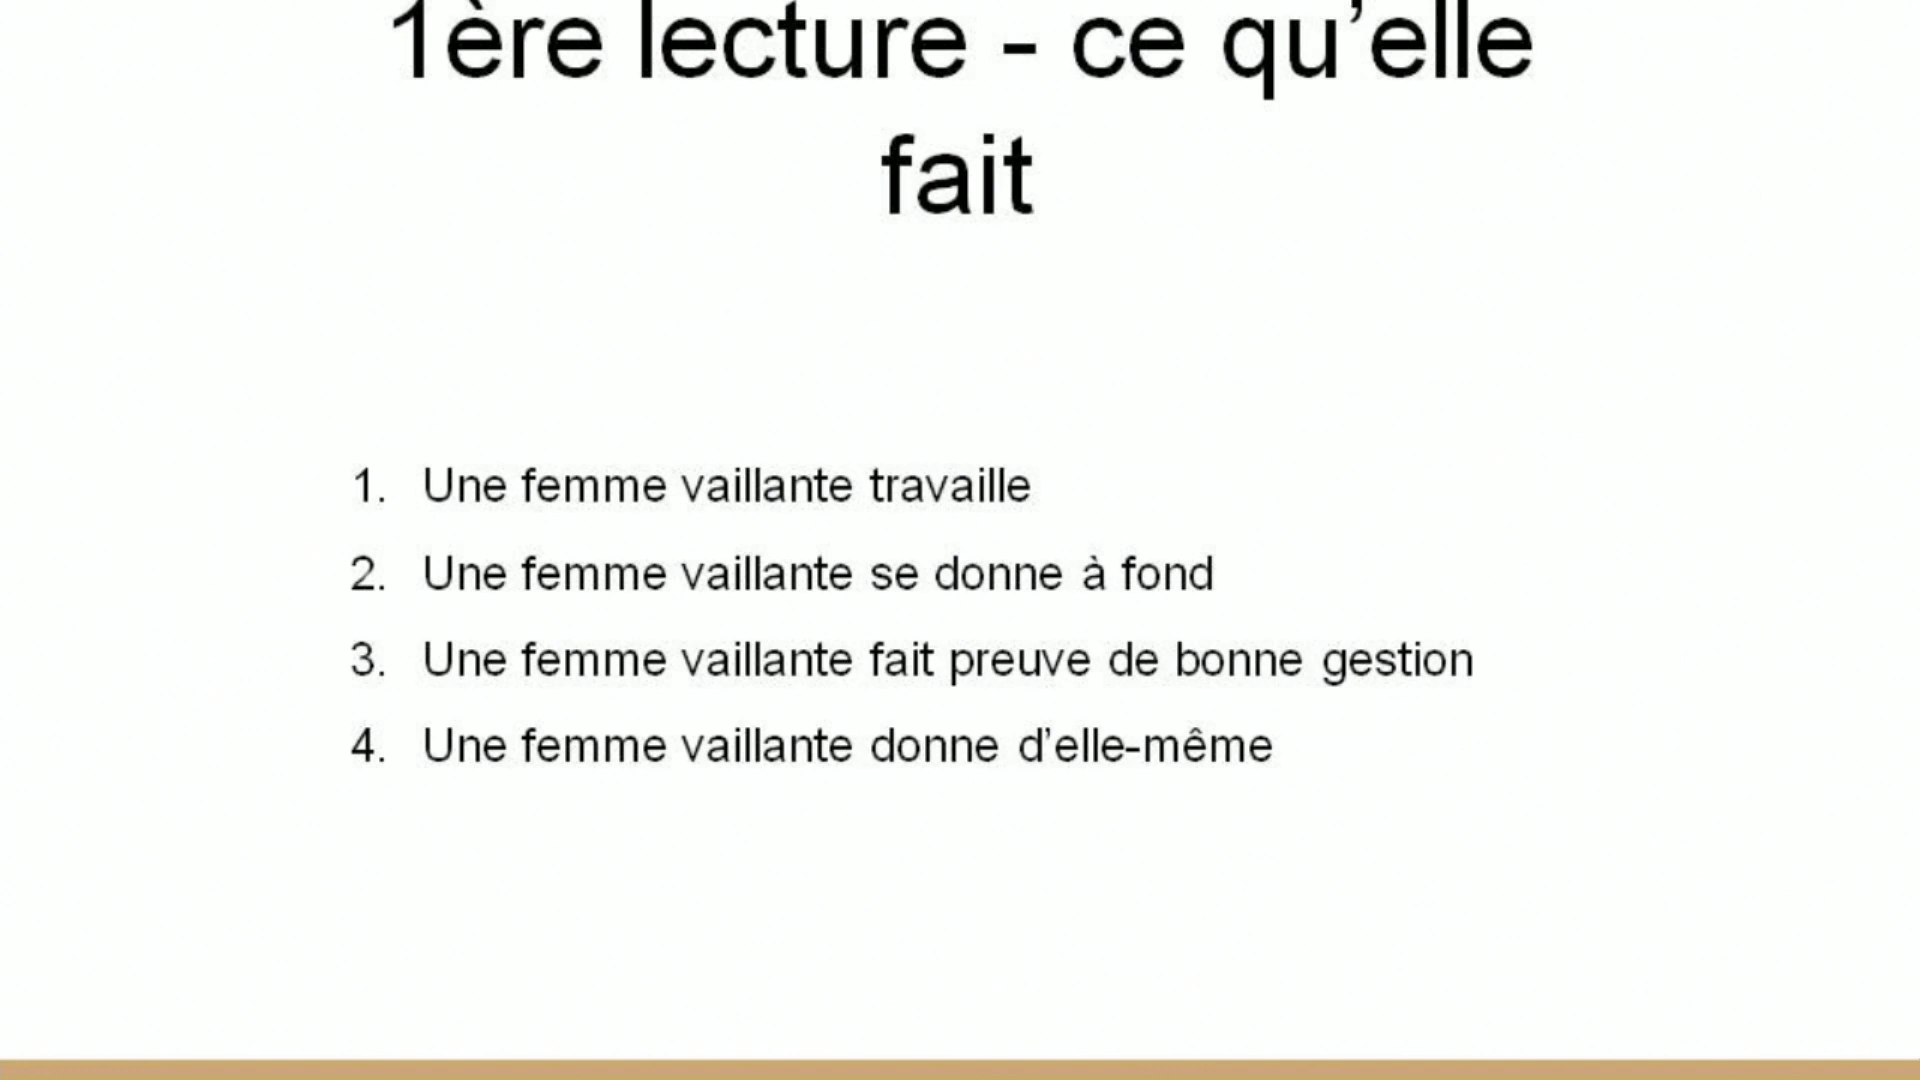 1ère lecture - ce qu’elle
fait
1. Une femme vaillante travaille
2. Une femme vaillante se donne à fond
3. Une femme vaillante fait preuve de bonne gestion
4. Une femme vaillante donne d’elle-même